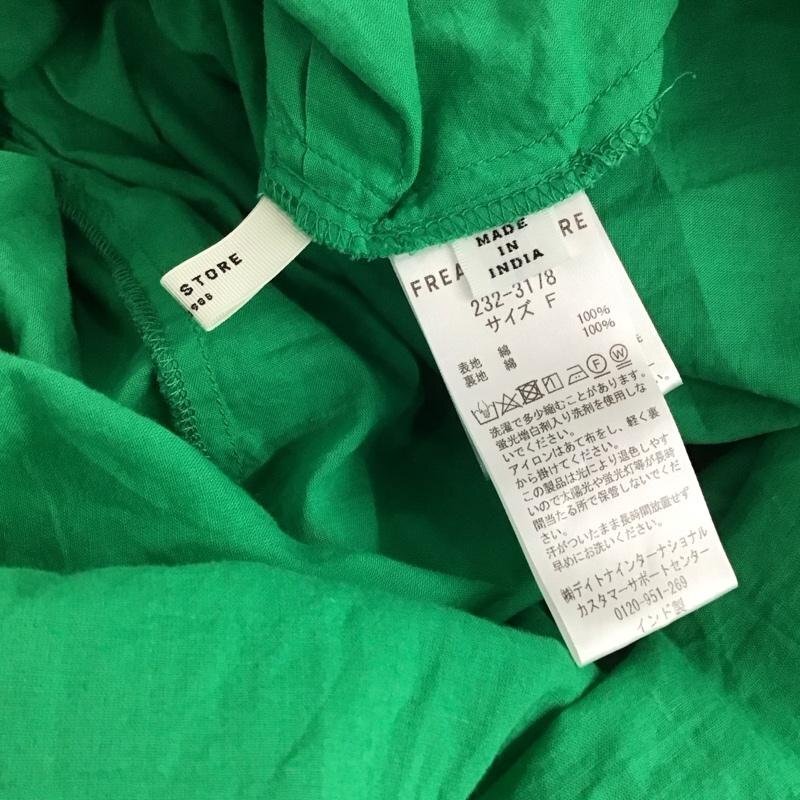 STORE
MADE
IN
INDIA
FREA RE
232-3178
サイズ F
表地 綿 100%
裏地 綿 100%
洗濯で多少縮むことがあります。
蛍光増白剤入り洗剤を使用しな
いでください。
アイロンはあて布をし、軽く裏
から掛けてください。
この製品は光により退色しやす
いので太陽光や蛍光灯等が長時
間当たる所で保管しないでくだ
さい。
汗がついたまま長時間放置せず
早めにお洗いください。
㈱デイトナインターナショナル
カスタマーサポートセンター
0120-951-269
インド製